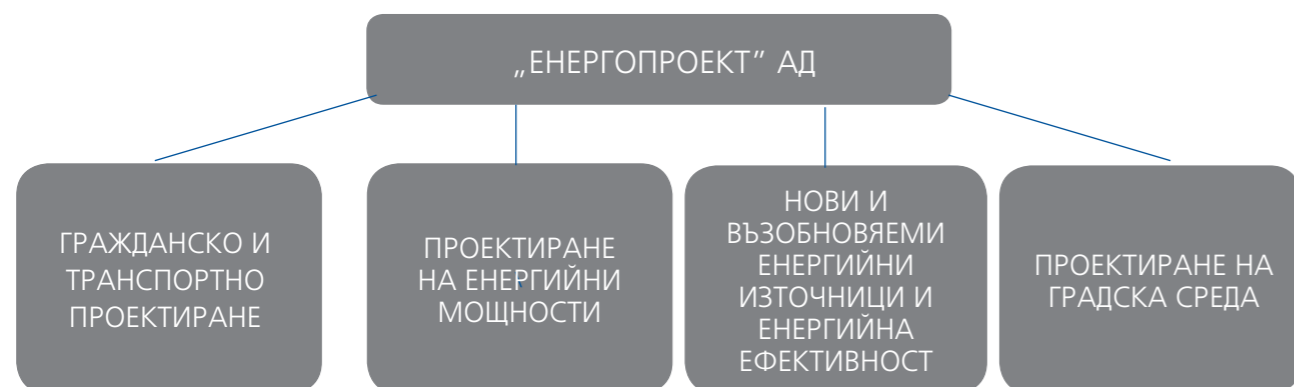 „ЕНЕРГОПРОЕКТ” АД
ГРАЖДАНСКО И
ТРАНСПОРТНО
ПРОЕКТИРАНЕ
ПРОЕКТИРАНЕ
НА ЕНЕРГИЙНИ
МОЩНОСТИ
НОВИ И
ВЪЗОБНОВЯЕМИ
ЕНЕРГИЙНИ
ИЗТОЧНИЦИ И
ЕНЕРГИЙНА
ЕФЕКТИВНОСТ
ПРОЕКТИРАНЕ НА
ГРАДСКА СРЕДА